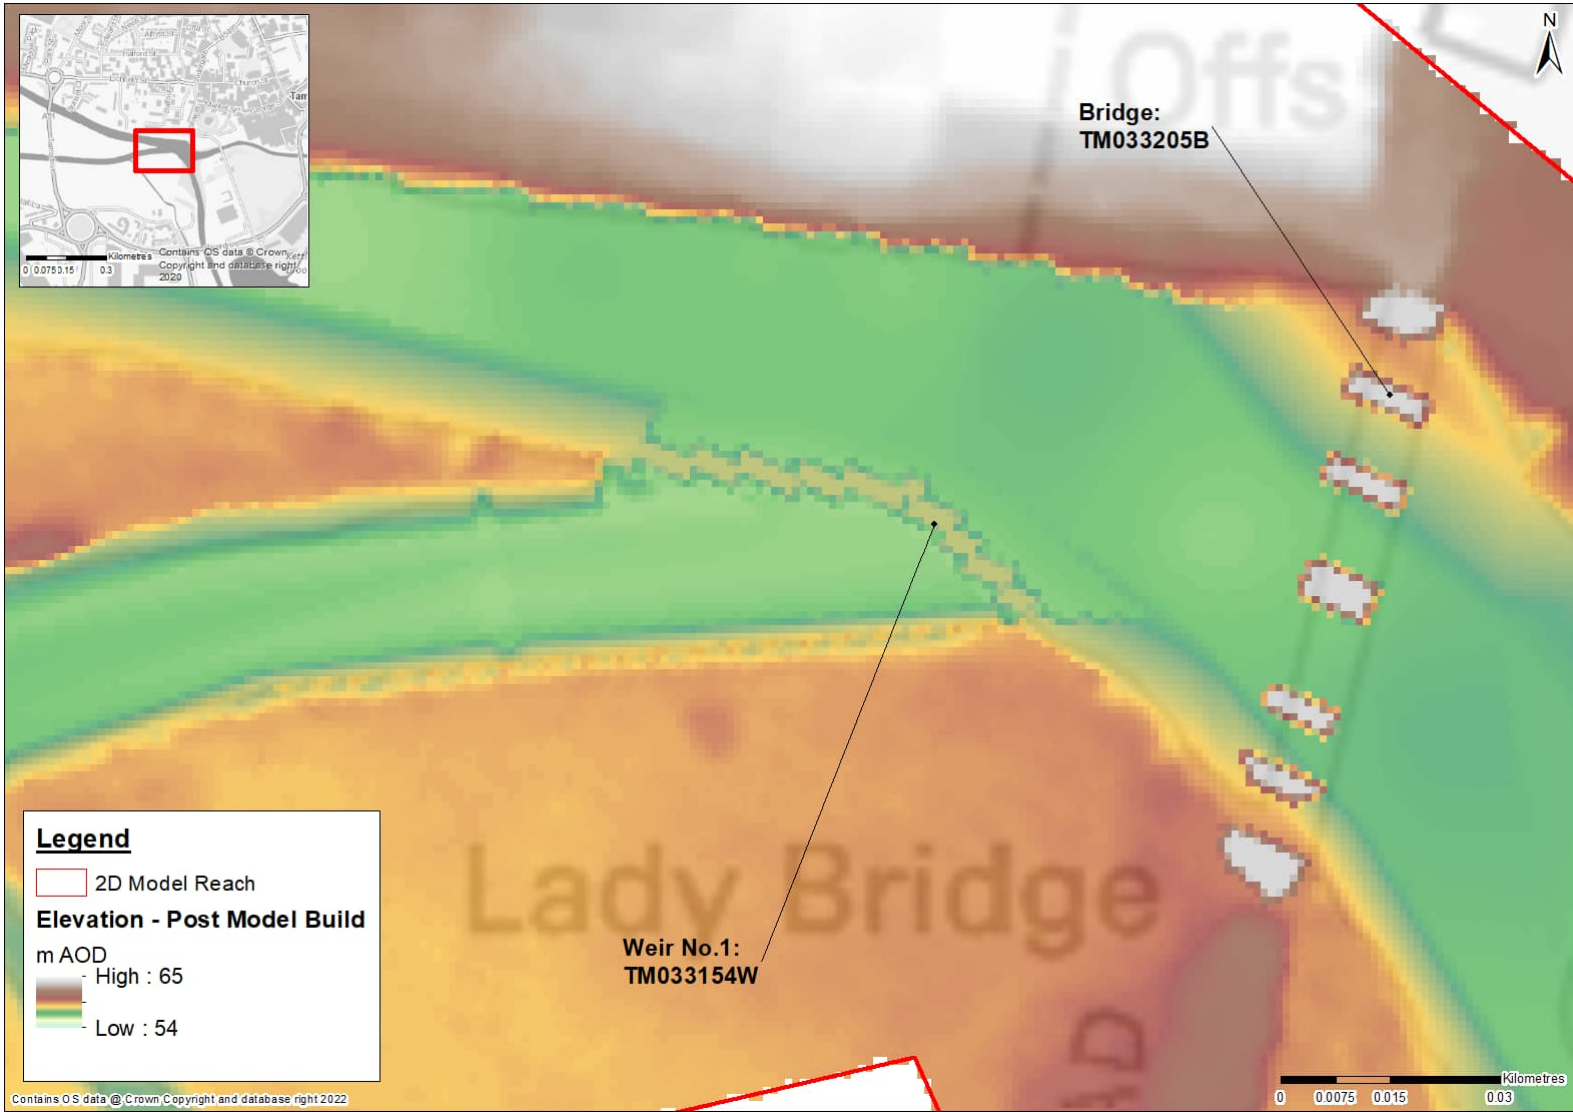 N
Offs
Bridge:
TM033205B
Contains OS data @ Crown
Copyright and database right
2020
Kilometres
0 0.075 0.15 0.3
Lady Bridge
Weir No.1:
TM033154W
Legend
2D Model Reach
Elevation - Post Model Build
m AOD
High : 65
Low : 54
Kilometres
0 0.0075 0.015 0.03
Contains OS data @ Crown Copyright and database right 2022